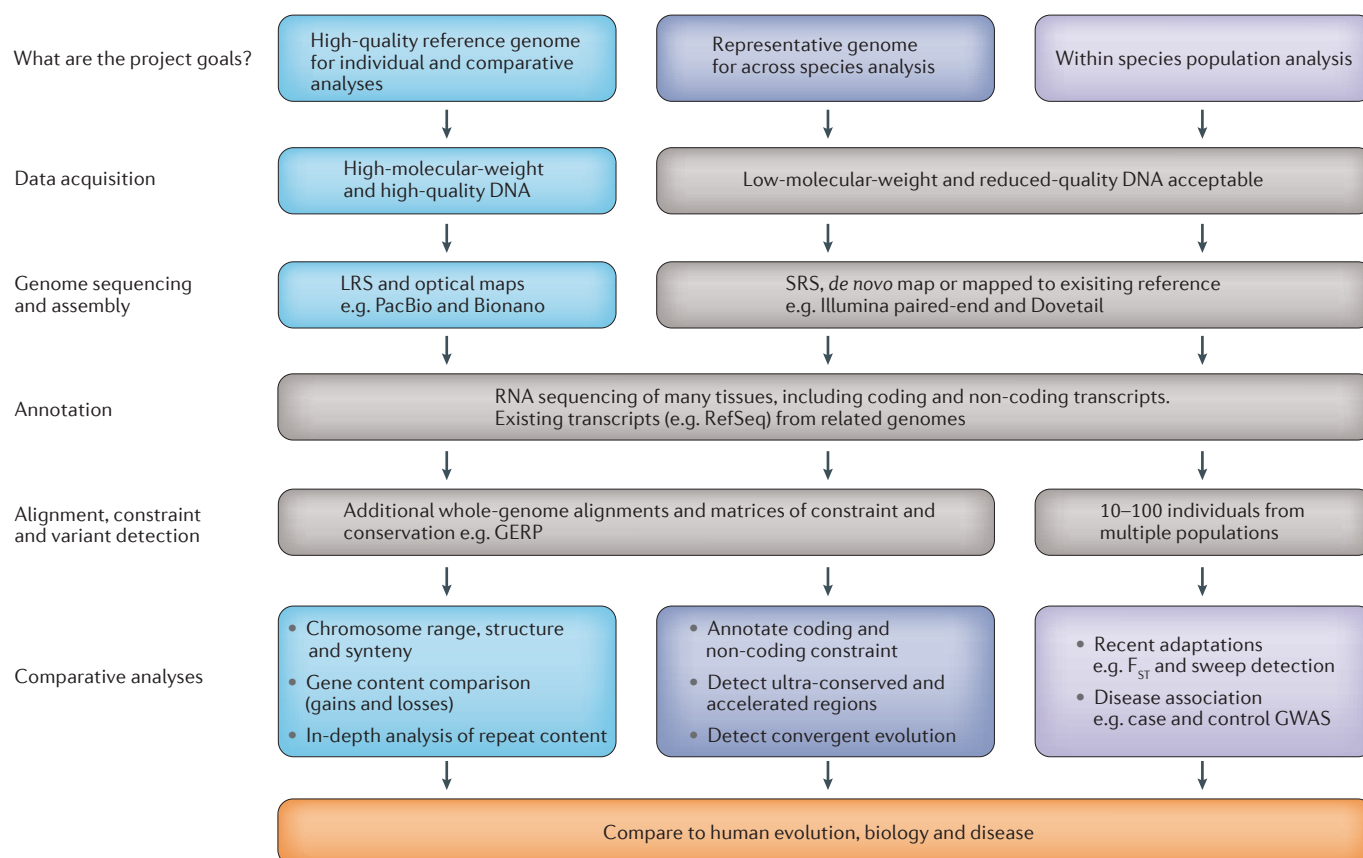 What are the project goals?
High-quality reference genome
for individual and comparative
analyses
Representative genome
for across species analysis
Within species population analysis
Data acquisition
High-molecular-weight
and high-quality DNA
Low-molecular-weight and reduced-quality DNA acceptable
Genome sequencing
and assembly
LRS and optical maps
e.g. PacBio and Bionano
SRS, de novo map or mapped to exisiting reference
e.g. Illumina paired-end and Dovetail
Annotation
RNA sequencing of many tissues, including coding and non-coding transcripts.
Existing transcripts (e.g. RefSeq) from related genomes
Alignment, constraint
and variant detection
Additional whole-genome alignments and matrices of constraint and
conservation e.g. GERP
10–100 individuals from
multiple populations
Comparative analyses
• Chromosome range, structure
and synteny
• Gene content comparison
(gains and losses)
• In-depth analysis of repeat content
• Annotate coding and
non-coding constraint
• Detect ultra-conserved and
accelerated regions
• Detect convergent evolution
• Recent adaptations
e.g. FST and sweep detection
• Disease association
e.g. case and control GWAS
Compare to human evolution, biology and disease